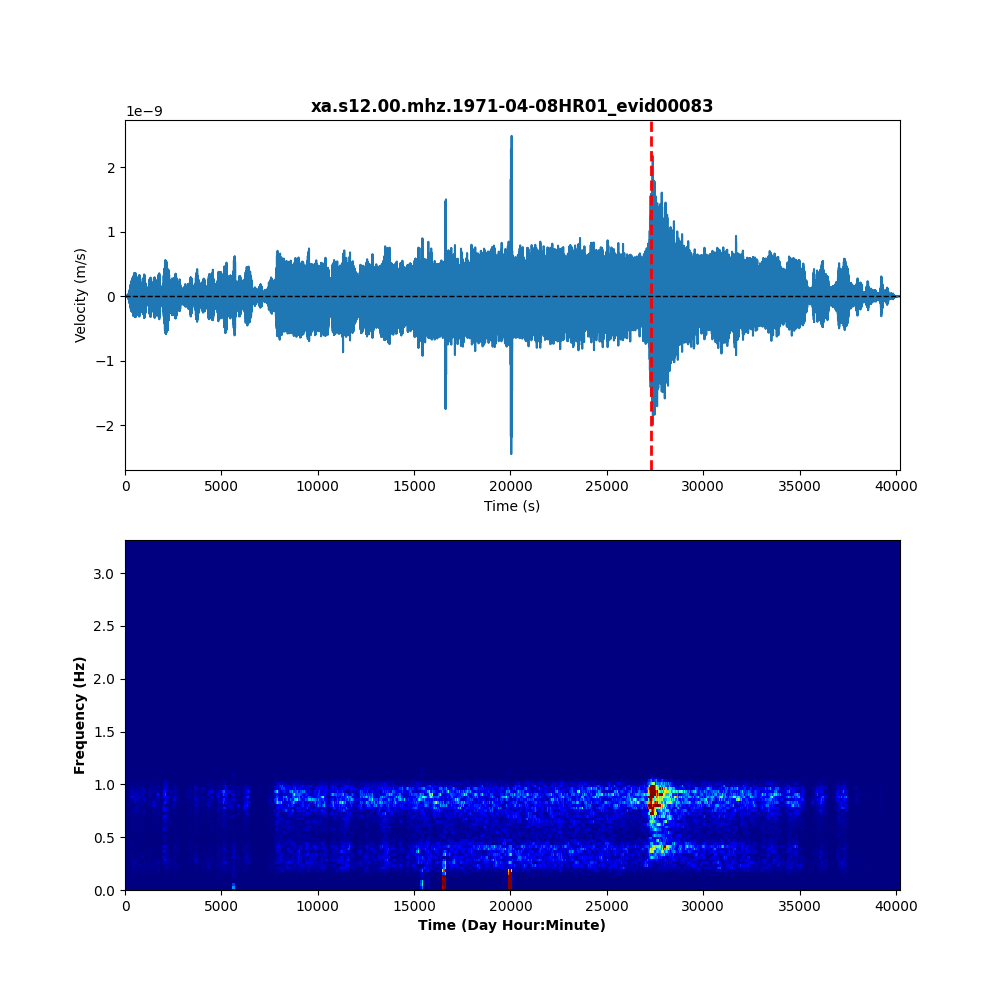 xa.s12.00.mhz.1971-04-08HR01_evid00083
1e−9
2
1
0
−1
−2
Velocity (m/s)
0 5000 10000 15000 20000 25000 30000 35000 40000
Time (s)
3.0
2.5
2.0
1.5
1.0
0.5
0.0
Frequency (Hz)
0 5000 10000 15000 20000 25000 30000 35000 40000
Time (Day Hour:Minute)